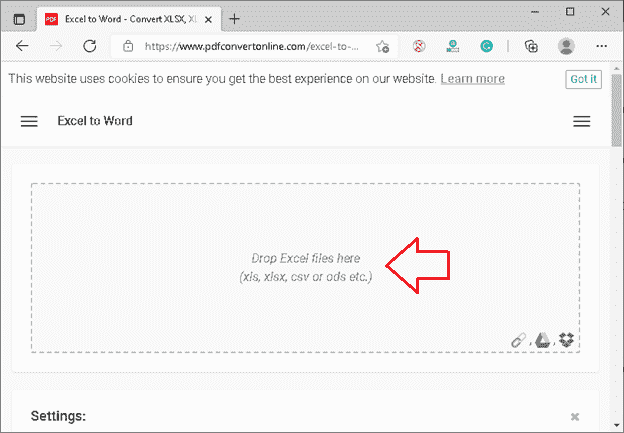 PDF
Excel to Word - Convert XLSX, XL
https://www.pdfconvertonline.com/excel-to-...
This website uses cookies to ensure you get the best experience on our website. Learn more
Got it
Excel to Word
Drop Excel files here
(xls, xlsx, csv or ods etc.)
, ,
Settings: